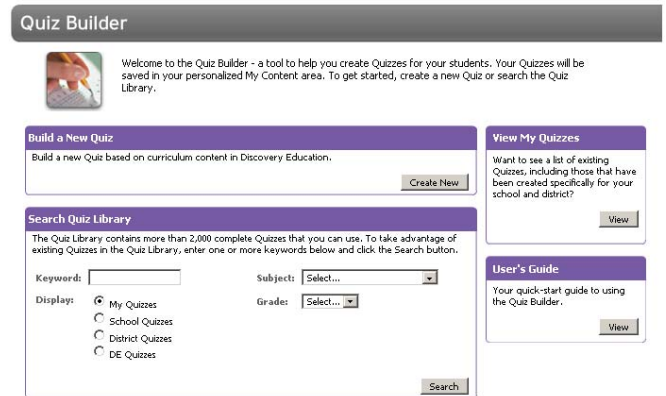 Quiz Builder
Welcome to the Quiz Builder - a tool to help you create Quizzes for your students. Your Quizzes will be
saved in your personalized My Content area. To get started, create a new Quiz or search the Quiz
Library.
Build a New Quiz
Build a new Quiz based on curriculum content in Discovery Education.
Create New
Search Quiz Library
The Quiz Library contains more than 2,000 complete Quizzes that you can use. To take advantage of
existing Quizzes in the Quiz Library, enter one or more keywords below and click the Search button.
Keyword:
Subject: Select...
Display: My Quizzes
Grade: Select...
School Quizzes
District Quizzes
DE Quizzes
Search
View My Quizzes
Want to see a list of existing
Quizzes, including those that have
been created specifically for your
school and district?
View
User's Guide
Your quick-start guide to using
the Quiz Builder.
View